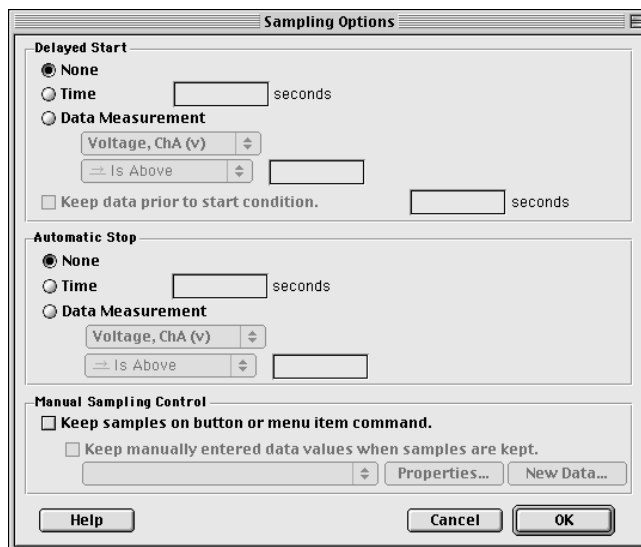 Sampling Options
Delayed Start
None
Time seconds
Data Measurement
Voltage, ChA (v)
→ Is Above
Keep data prior to start condition. seconds
Automatic Stop
None
Time seconds
Data Measurement
Voltage, ChA (v)
→ Is Above
Manual Sampling Control
Keep samples on button or menu item command.
Keep manually entered data values when samples are kept.
Properties... New Data...
Help Cancel OK